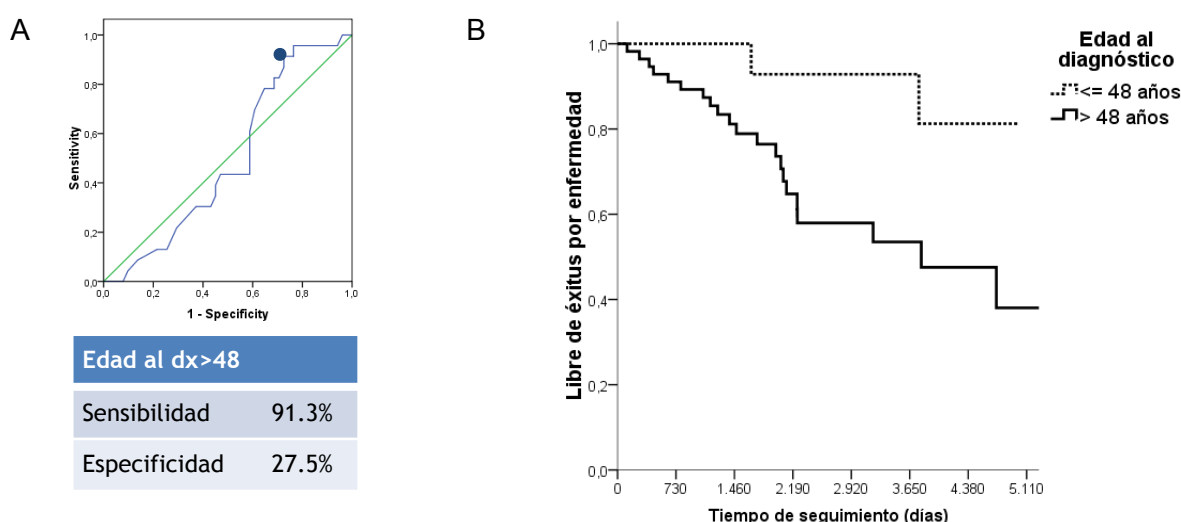 A
1,0
0,8
0,6
0,4
0,2
0,0
Sensitivity
0,0
0,2
0,4
0,6
0,8
1,0
1 - Specificity
Edad al dx>48
Sensibilidad 91.3%
Especificidad 27.5%
B
1,0
0,8
0,6
0,4
0,2
0,0
Libre de éxitus por enfermedad
0
730
1.460
2.190
2.920
3.650
4.380
5.110
Tiempo de seguimiento (días)
Edad al
diagnóstico
<= 48 años
> 48 años